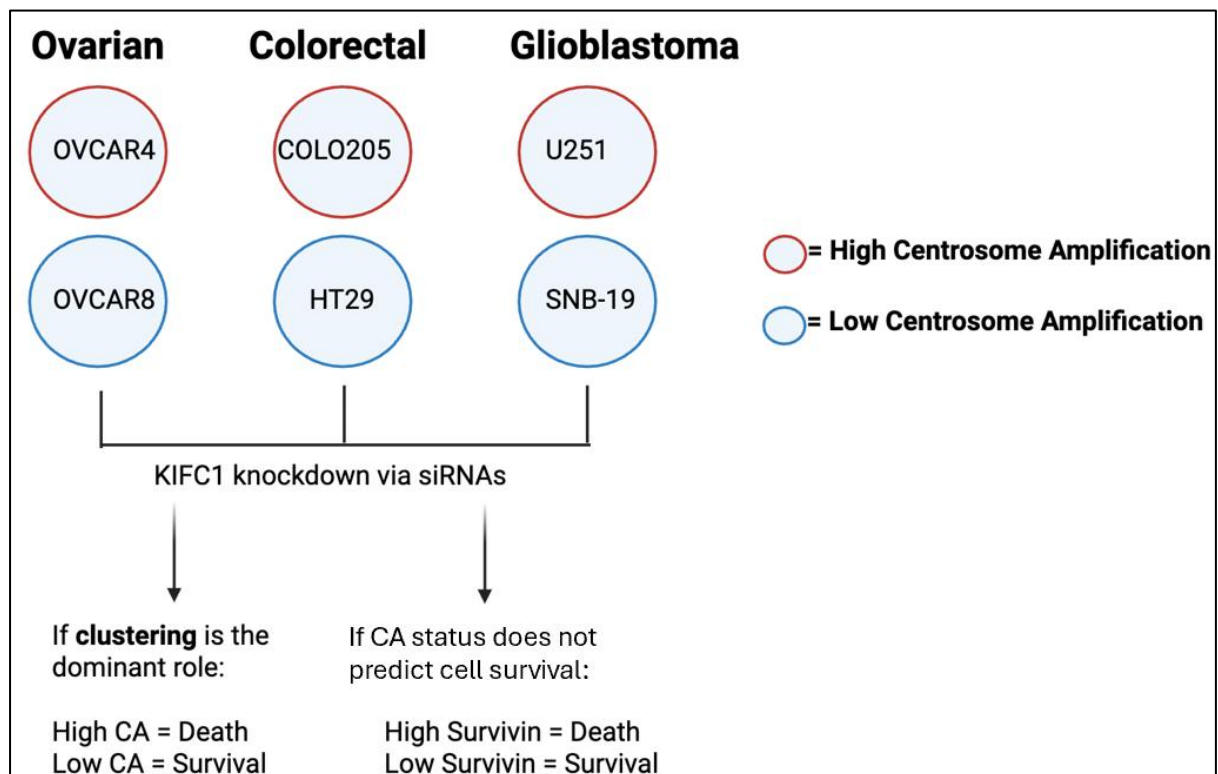 Ovarian Colorectal Glioblastoma
OVCAR4 COLO205 U251
OVCAR8 HT29 SNB-19
= High Centrosome Amplification
= Low Centrosome Amplification
KIFC1 knockdown via siRNAs
If clustering is the
dominant role:
High CA = Death
Low CA = Survival
If CA status does not
predict cell survival:
High Survivin = Death
Low Survivin = Survival